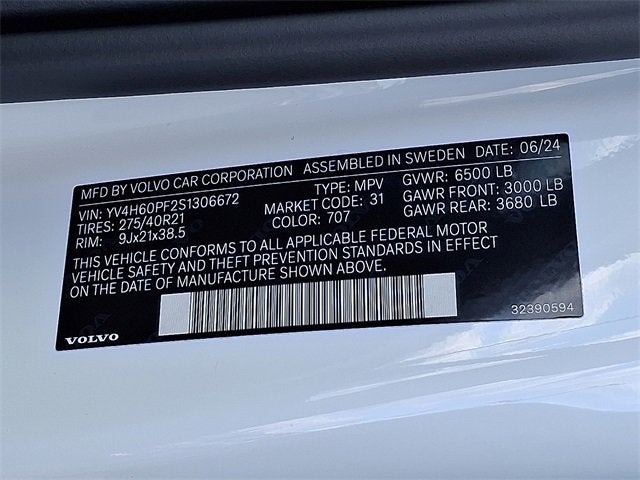 MFD BY VOLVO CAR CORPORATION ASSEMBLED IN SWEDEN DATE: 06/24
VIN: YV4H60PF2S1306672 TYPE: MPV GVWR: 6500 LB
TIRES: 275/40R21 MARKET CODE: 31 GAWR FRONT: 3000 LB
RIM: 9Jx21x38.5 COLOR: 707 GAWR REAR: 3680 LB
THIS VEHICLE CONFORMS TO ALL APPLICABLE FEDERAL MOTOR
VEHICLE SAFETY AND THEFT PREVENTION STANDARDS IN EFFECT
ON THE DATE OF MANUFACTURE SHOWN ABOVE.
VOLVO 32390594